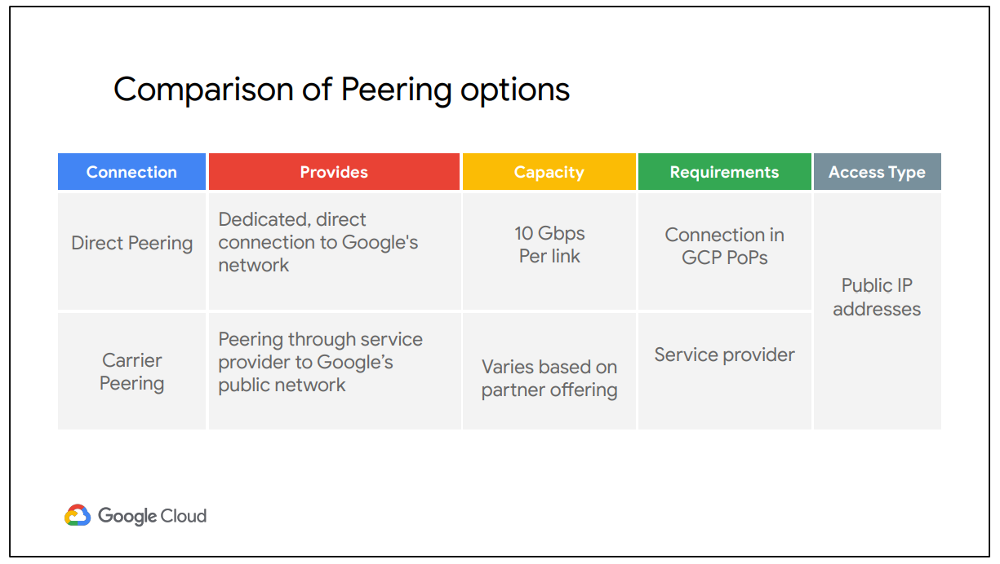 Comparison of Peering options
Connection
Provides
Capacity
Requirements
Access Type
Direct Peering
Dedicated, direct
connection to Google's
network
10 Gbps
Per link
Connection in
GCP PoPs
Public IP
addresses
Carrier
Peering
Peering through service
provider to Google’s
public network
Varies based on
partner offering
Service provider
Google Cloud